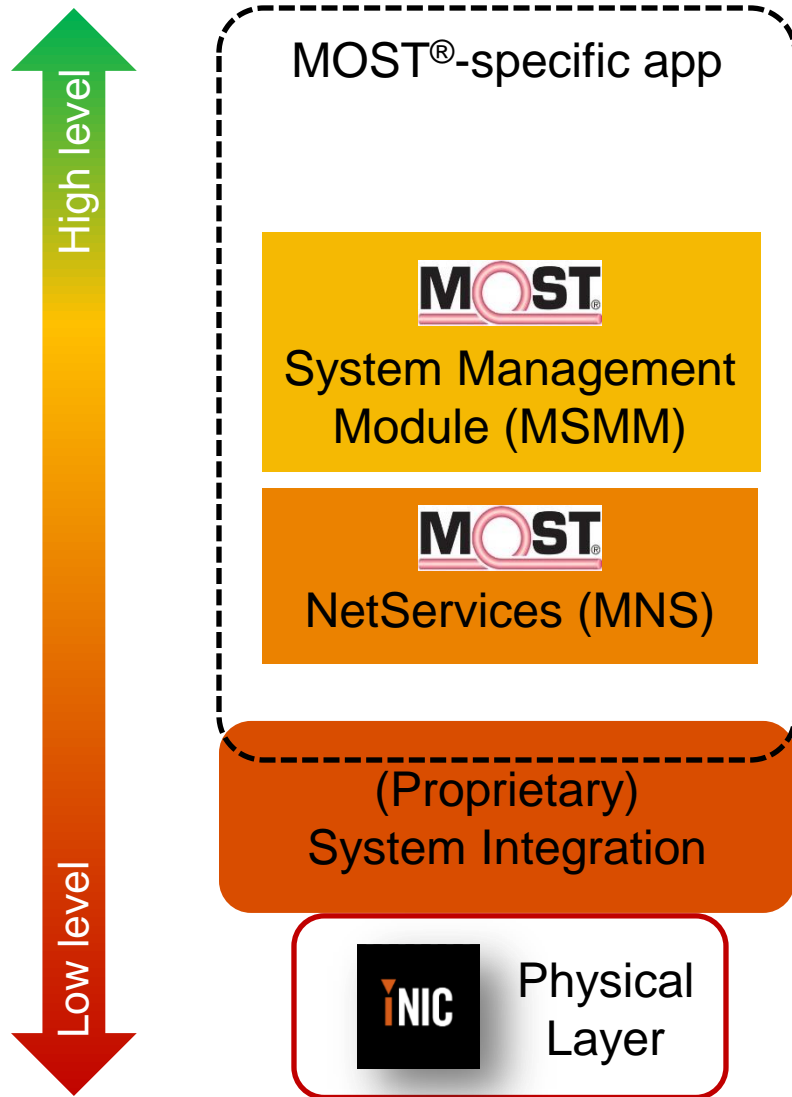 High level
Low level
MOST®-specific app
MOST®
System Management
Module (MSMM)
MOST®
NetServices (MNS)
(Proprietary)
System Integration
iNIC
Physical
Layer